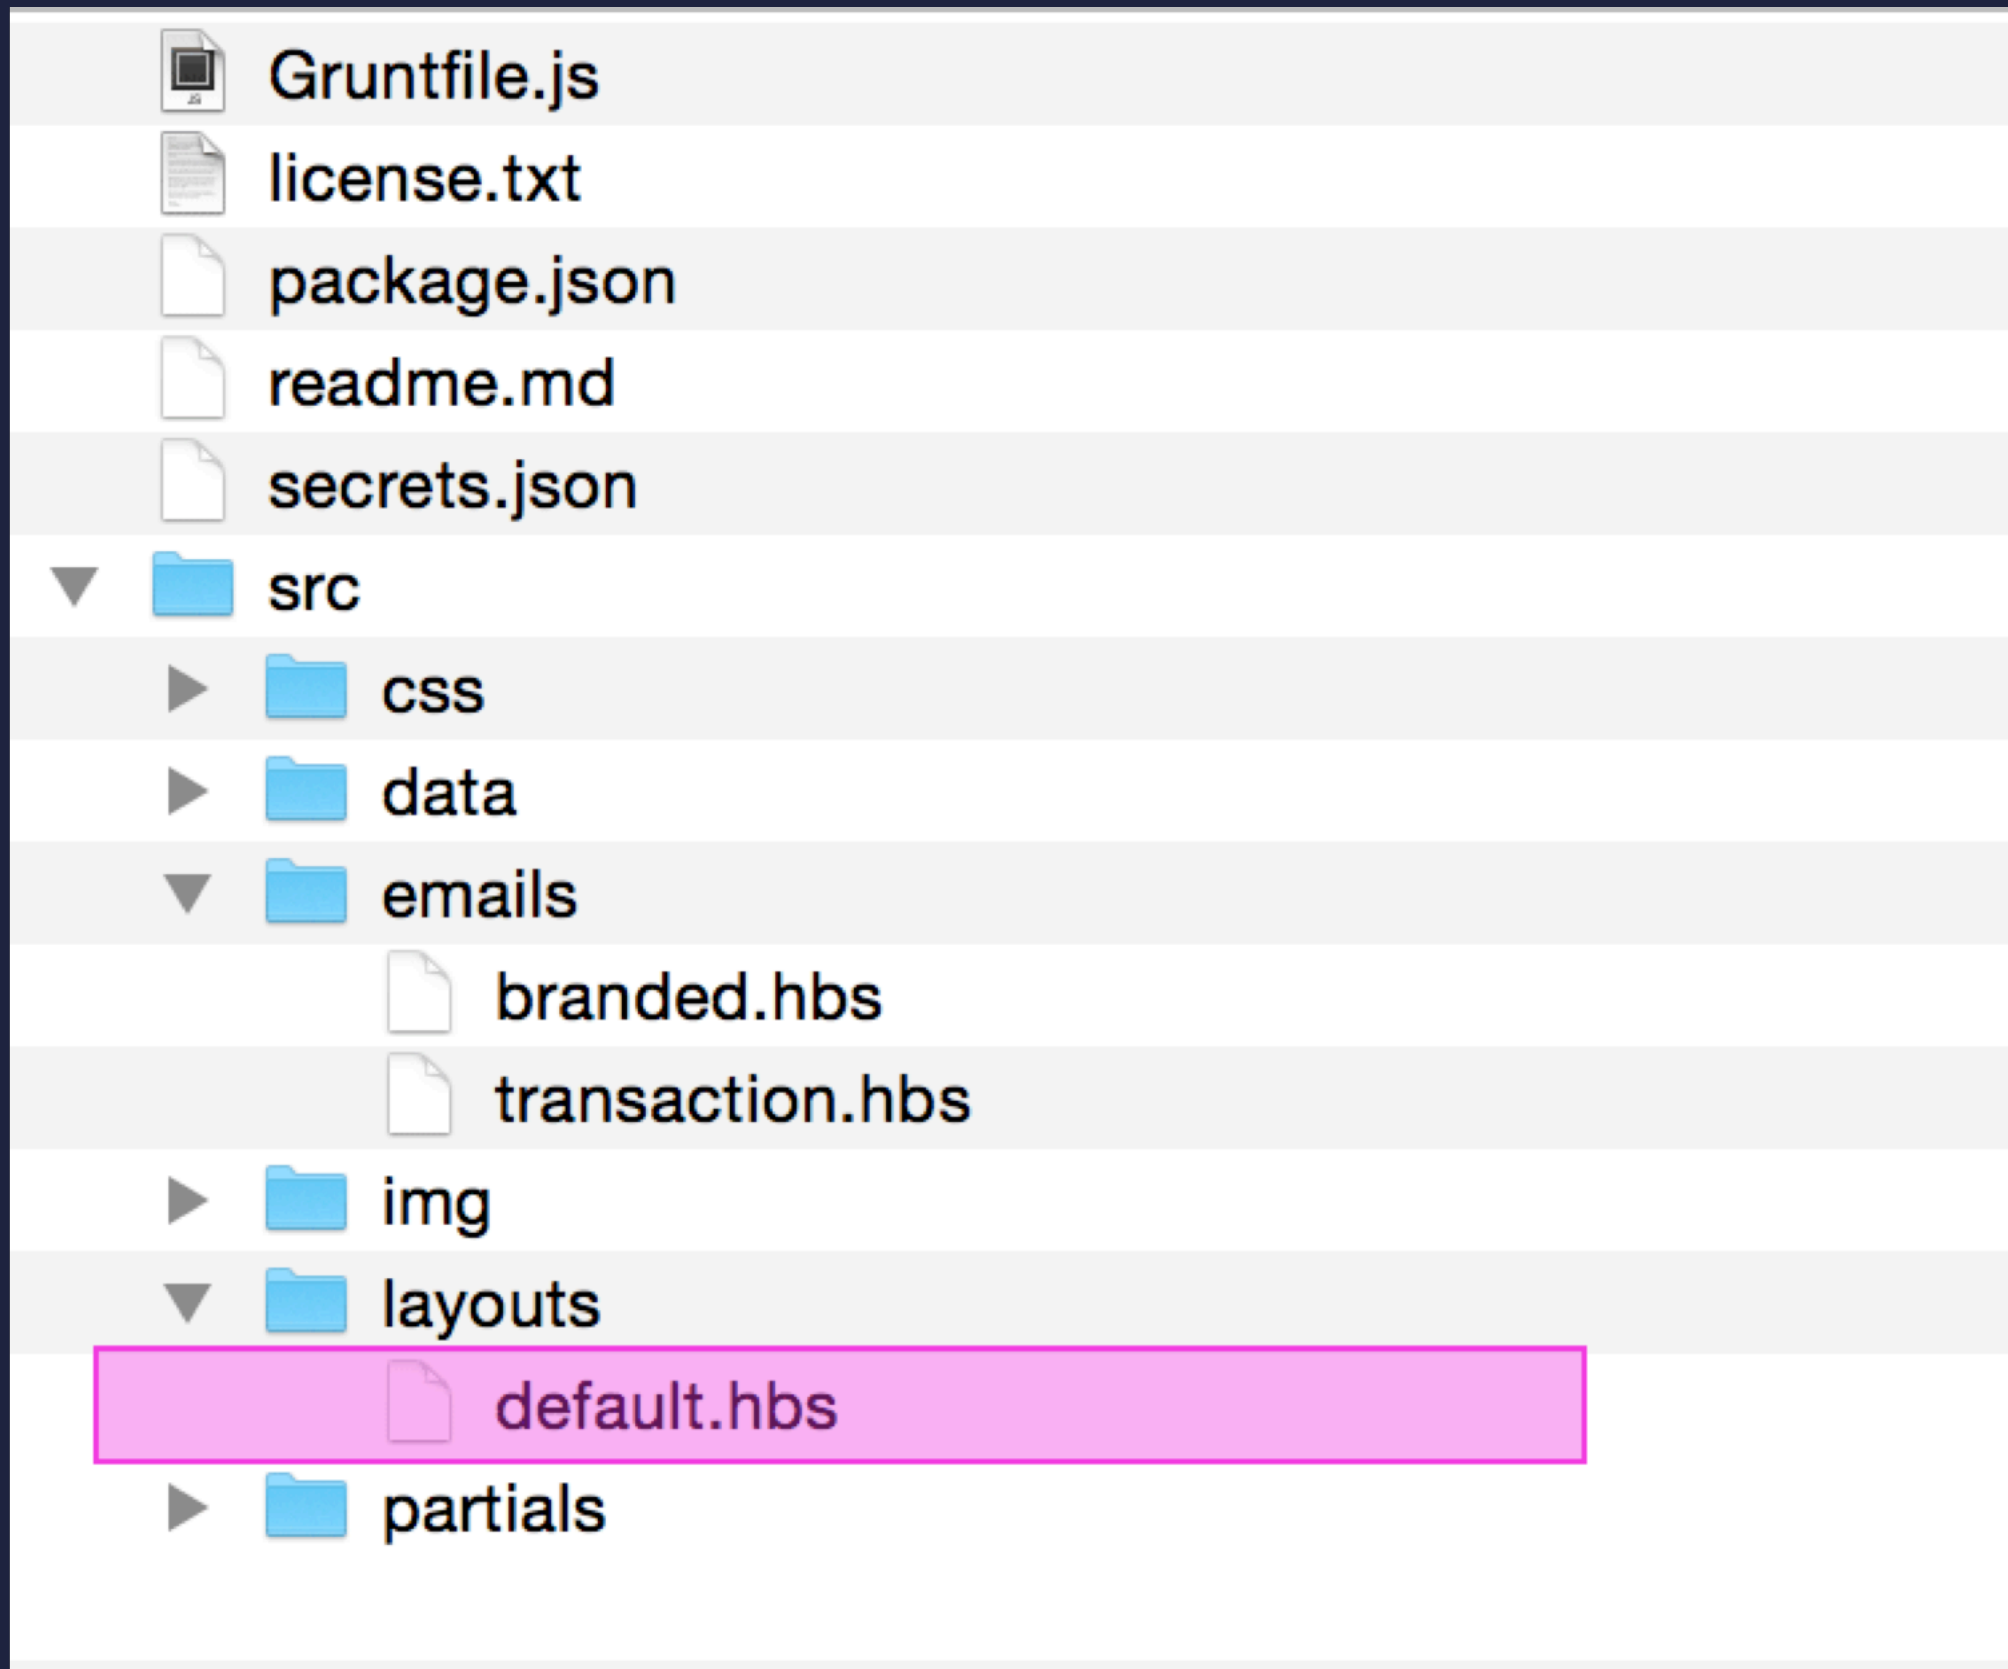 Gruntfile.js
license.txt
package.json
readme.md
secrets.json
src
css
data
emails
branded.hbs
transaction.hbs
img
layouts
default.hbs
partials